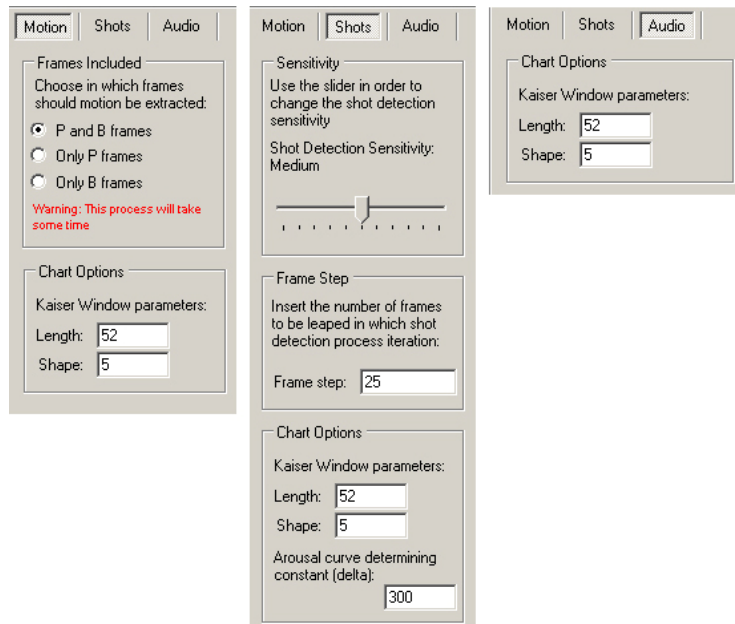 Motion Shots Audio
Frames Included
Choose in which frames
should motion be extracted:
P and B frames
Only P frames
Only B frames
Warning: This process will take
some time
Chart Options
Kaiser Window parameters:
Length: 52
Shape: 5
Motion Shots Audio
Sensitivity
Use the slider in order to
change the shot detection
sensitivity
Shot Detection Sensitivity:
Medium
Frame Step
Insert the number of frames
to be leaped in which shot
detection process iteration:
Frame step: 25
Chart Options
Kaiser Window parameters:
Length: 52
Shape: 5
Arousal curve determining
constant (delta):
300
Motion Shots Audio
Chart Options
Kaiser Window parameters:
Length: 52
Shape: 5